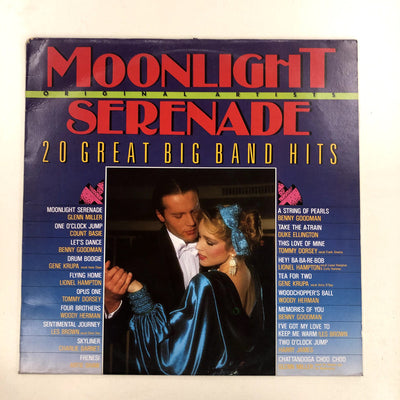 MOONLIGHT
ORIGINAL ARTISTS
SERENADE
20 GREAT BIG BAND HITS
MOONLIGHT SERENADE
GLENN MILLER
ONE O'CLOCK JUMP
COUNT BASIE
LET'S DANCE
BENNY GOODMAN
DRUM BOOGIE
GENE KRUPA
FLYING HOME
LIONEL HAMPTON
OPUS ONE
TOMMY DORSEY
FOUR BROTHERS
WOODY HERMAN
SENTIMENTAL JOURNEY
LES BROWN
SKYLINER
CHARLIE BARNET
FRENESI
A STRING OF PEARLS
BENNY GOODMAN
TAKE THE ATRAIN
DUKE ELLINGTON
THIS LOVE OF MINE
TOMMY DORSEY
HEY! BA-BA-RE-BOB
LIONEL HAMPTON
TEA FOR TWO
GENE KRUPA
WOODCHOPPER'S BALL
WOODY HERMAN
MEMORIES OF YOU
BENNY GOODMAN
I'VE GOT MY LOVE TO
KEEP ME WARM LES BROWN
TWO O'CLOCK JUMP
HARRY JAMES
CHATTANOOGA CHOO CHOO